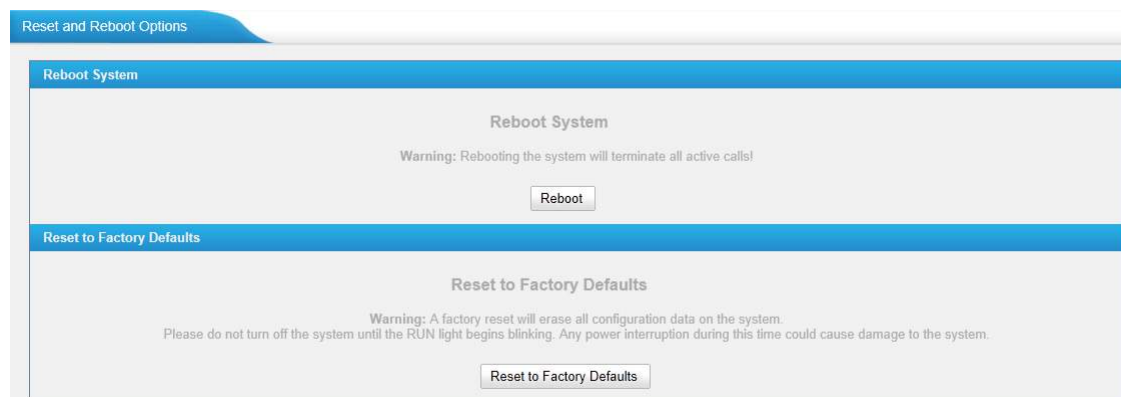 Reset and Reboot Options
Reboot System
Reboot System
Warning: Rebooting the system will terminate all active calls!
Reboot
Reset to Factory Defaults
Reset to Factory Defaults
Warning: A factory reset will erase all configuration data on the system.
Please do not turn off the system until the RUN light begins blinking. Any power interruption during this time could cause damage to the system.
Reset to Factory Defaults